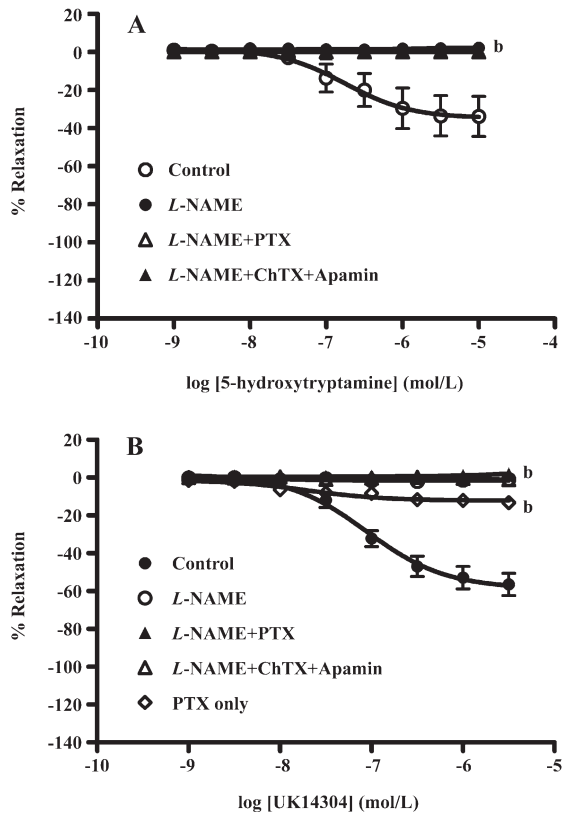 A
20
0
-20
-40
-60
-80
-100
-120
-140
% Relaxation
b
Control
L-NAME
L-NAME+PTX
L-NAME+ChTX+Apamin
-10 -9 -8 -7 -6 -5 -4
log [5-hydroxytryptamine] (mol/L)
B
20
0
-20
-40
-60
-80
-100
-120
-140
% Relaxation
b
b
Control
L-NAME
L-NAME+PTX
L-NAME+ChTX+Apamin
PTX only
-10 -9 -8 -7 -6 -5
log [UK14304] (mol/L)